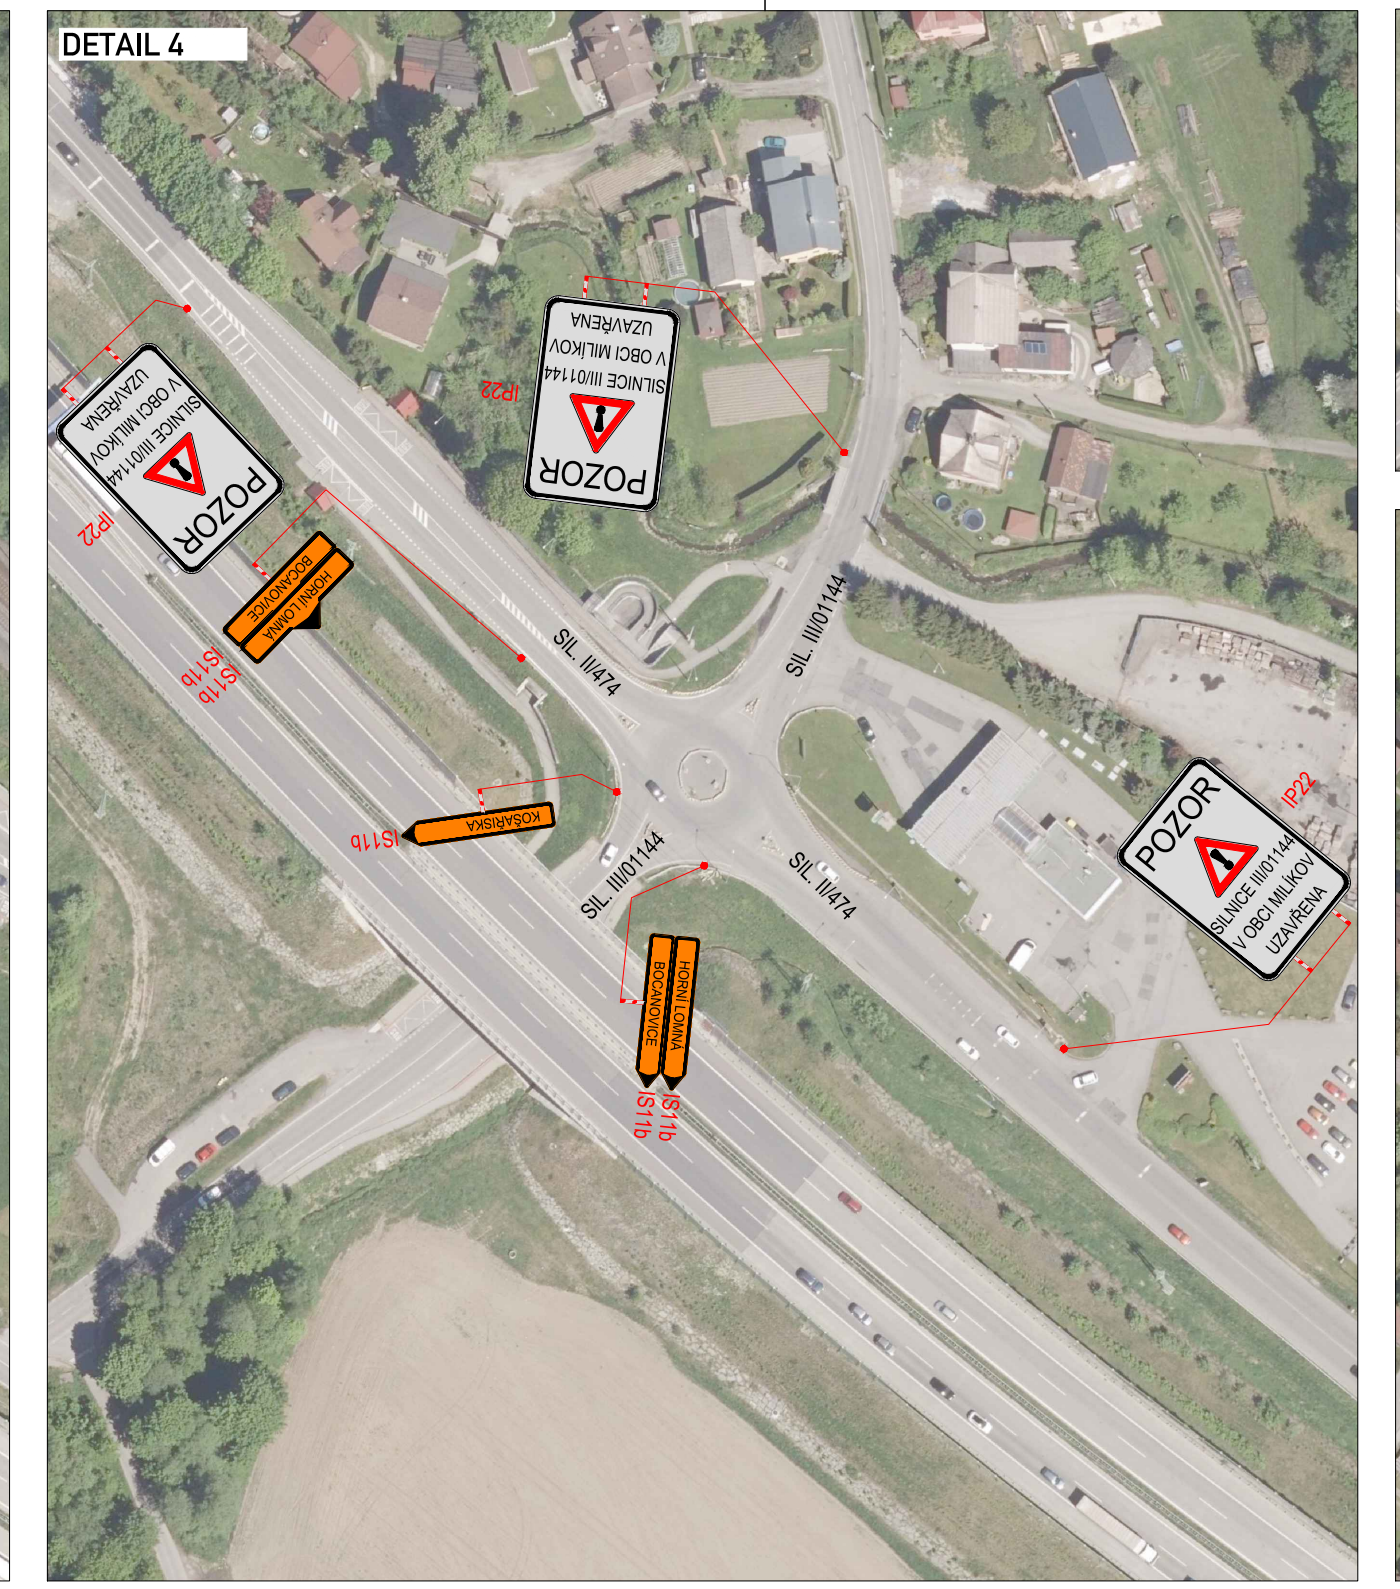 DETAIL 4
POZOR
SILNICE III/01144
V OBCI MILÍKOV
UZAVŘENA
IP22
POZOR
SILNICE III/01144
V OBCI MILÍKOV
UZAVŘENA
IP22
HORNÍ LOMNÁ
BOCANOVICE
IS11b
IS11b
SIL. II/474
SIL. III/01144
KOŠAŘISKA
IS11b
SIL. III/01144
SIL. II/474
POZOR
SILNICE III/01144
V OBCI MILÍKOV
UZAVŘENA
IP22
HORNÍ LOMNÁ
BOCANOVICE
IS11b
IS11b